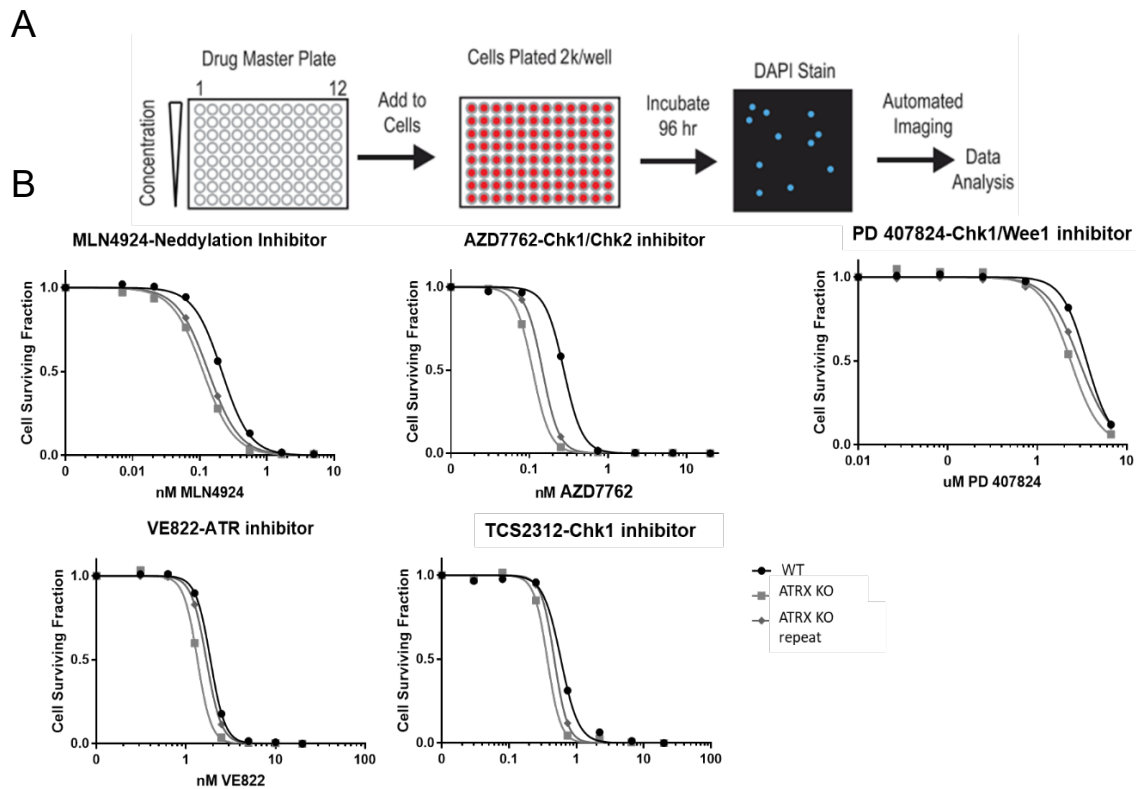 A
Drug Master Plate
1 12
Concentration
Add to
Cells
Cells Plated 2k/well
Incubate
96 hr
DAPI Stain
Automated
Imaging
Data
Analysis
B
MLN4924-Neddylation Inhibitor
Cell Surviving Fraction
1.0
0.5
0.0
0 0.01 0.1 1 10
nM MLN4924
AZD7762-Chk1/Chk2 inhibitor
Cell Surviving Fraction
1.0
0.5
0.0
0 0.1 1 10
nM AZD7762
PD 407824-Chk1/Wee1 inhibitor
Cell Surviving Fraction
1.0
0.5
0.0
0.01 0 1 10
uM PD 407824
VE822-ATR inhibitor
Cell Surviving Fraction
1.0
0.5
0.0
0 1 10 100
nM VE822
TCS2312-Chk1 inhibitor
Cell Surviving Fraction
1.0
0.5
0.0
0 0.1 1 10 100
nM TCS2312
WT
ATRX KO
ATRX KO
repeat